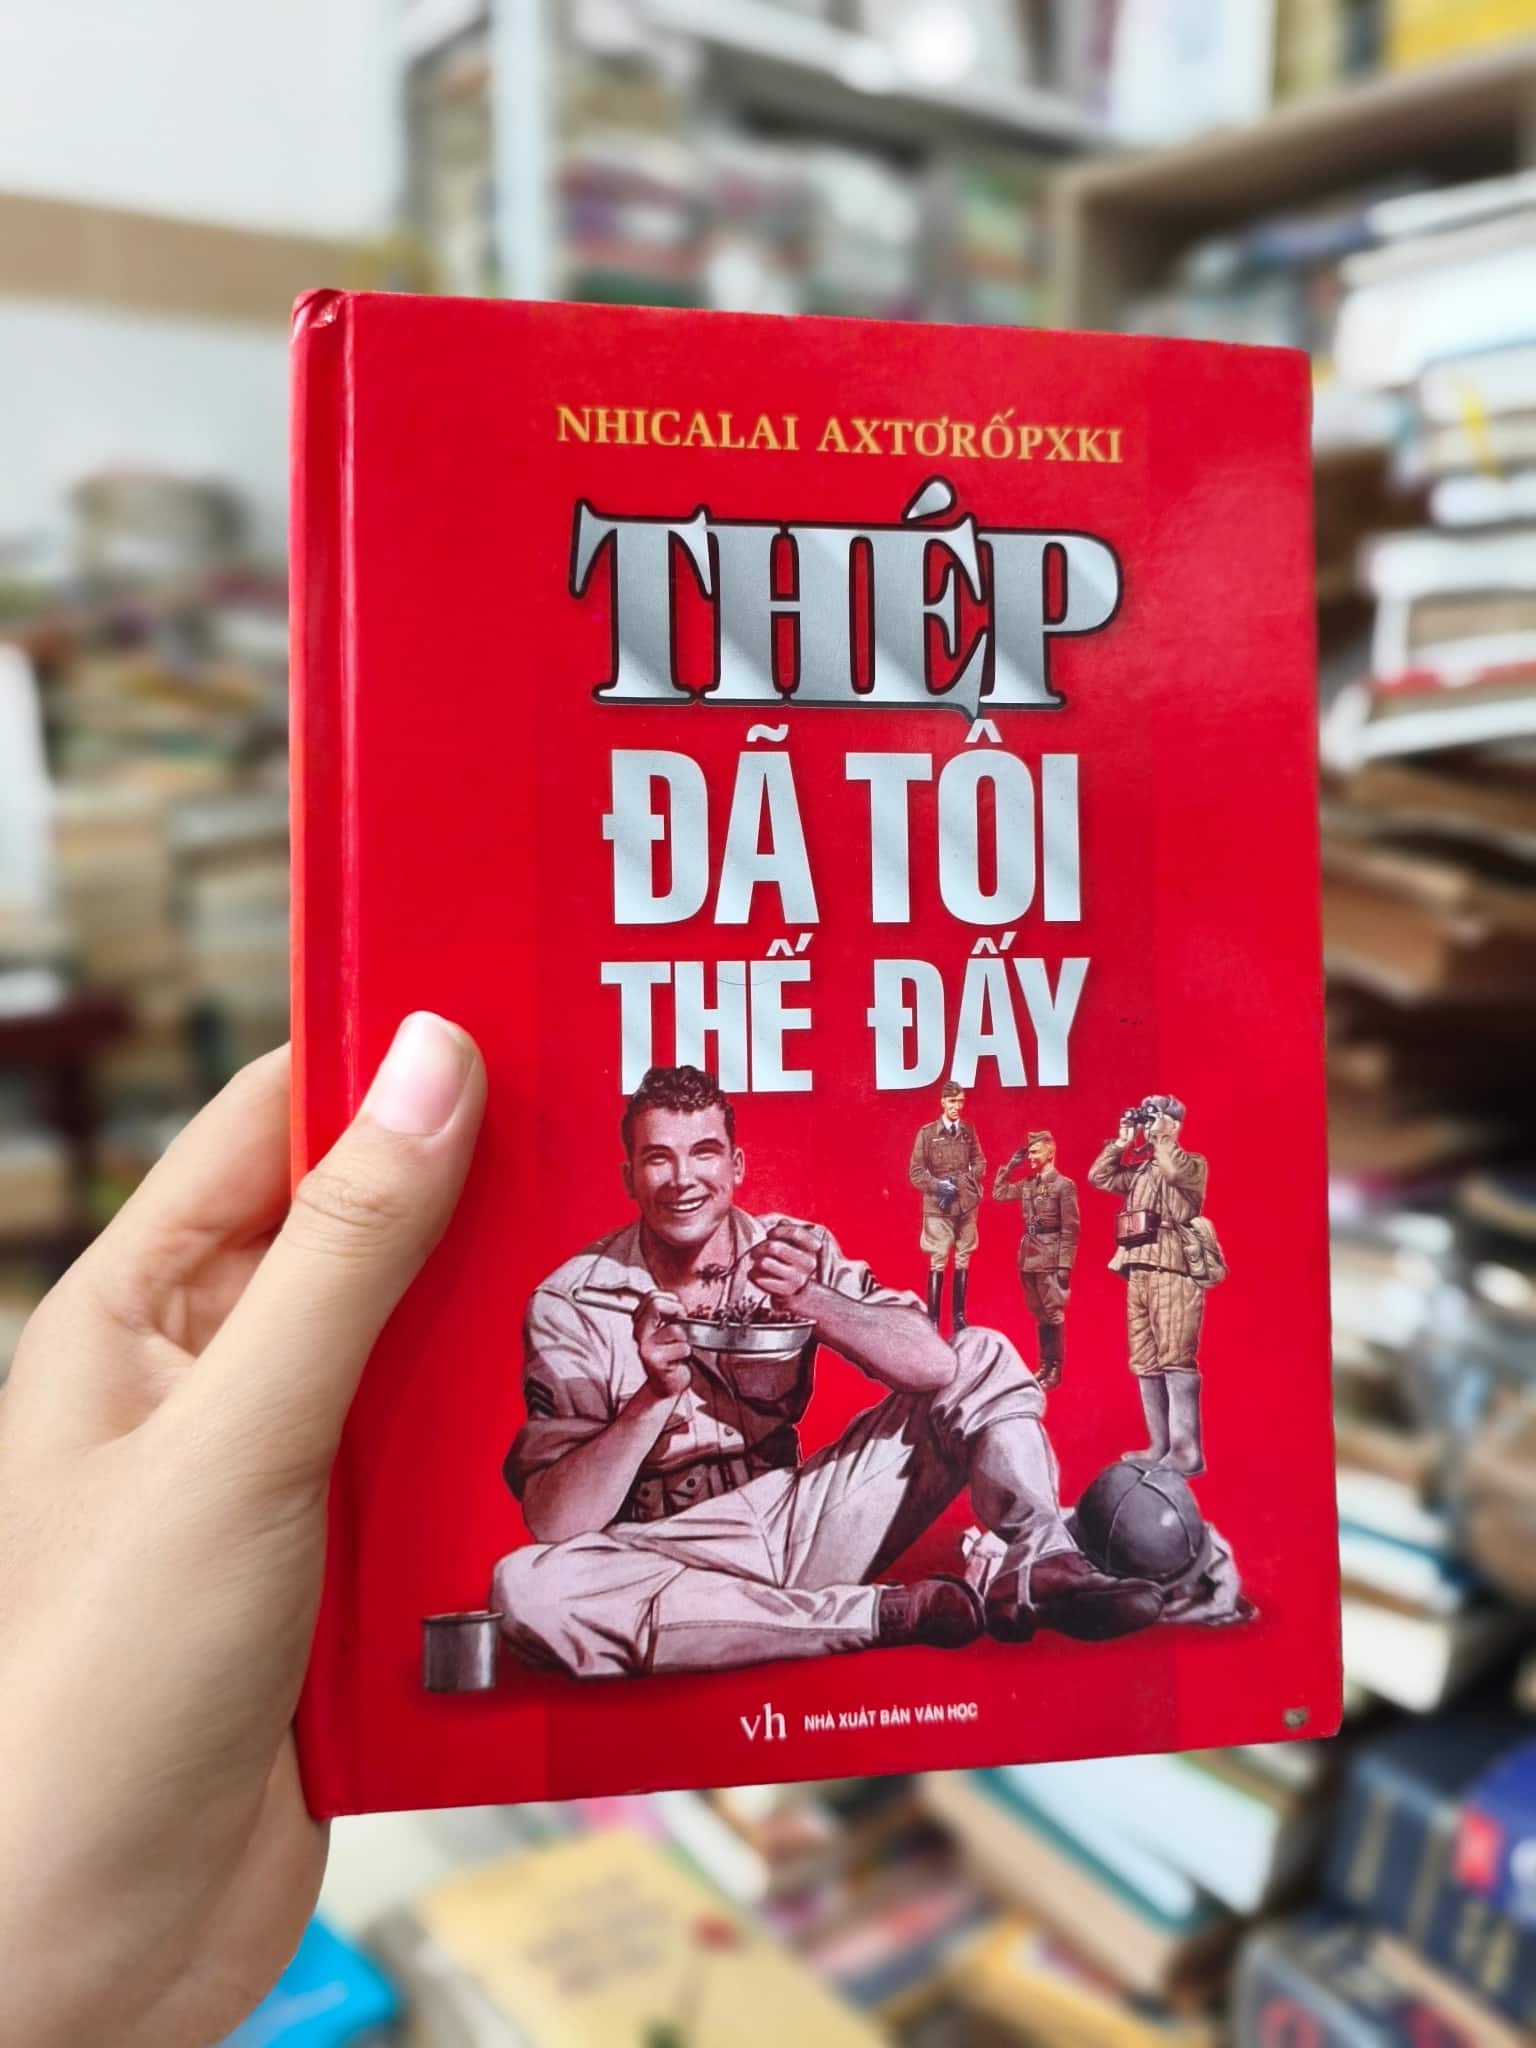 NHICALAI AXTƠRỐPXKI
THÉP
ĐÃ TÔI
THẾ ĐẤY
vh NHÀ XUẤT BẢN VĂN HỌC